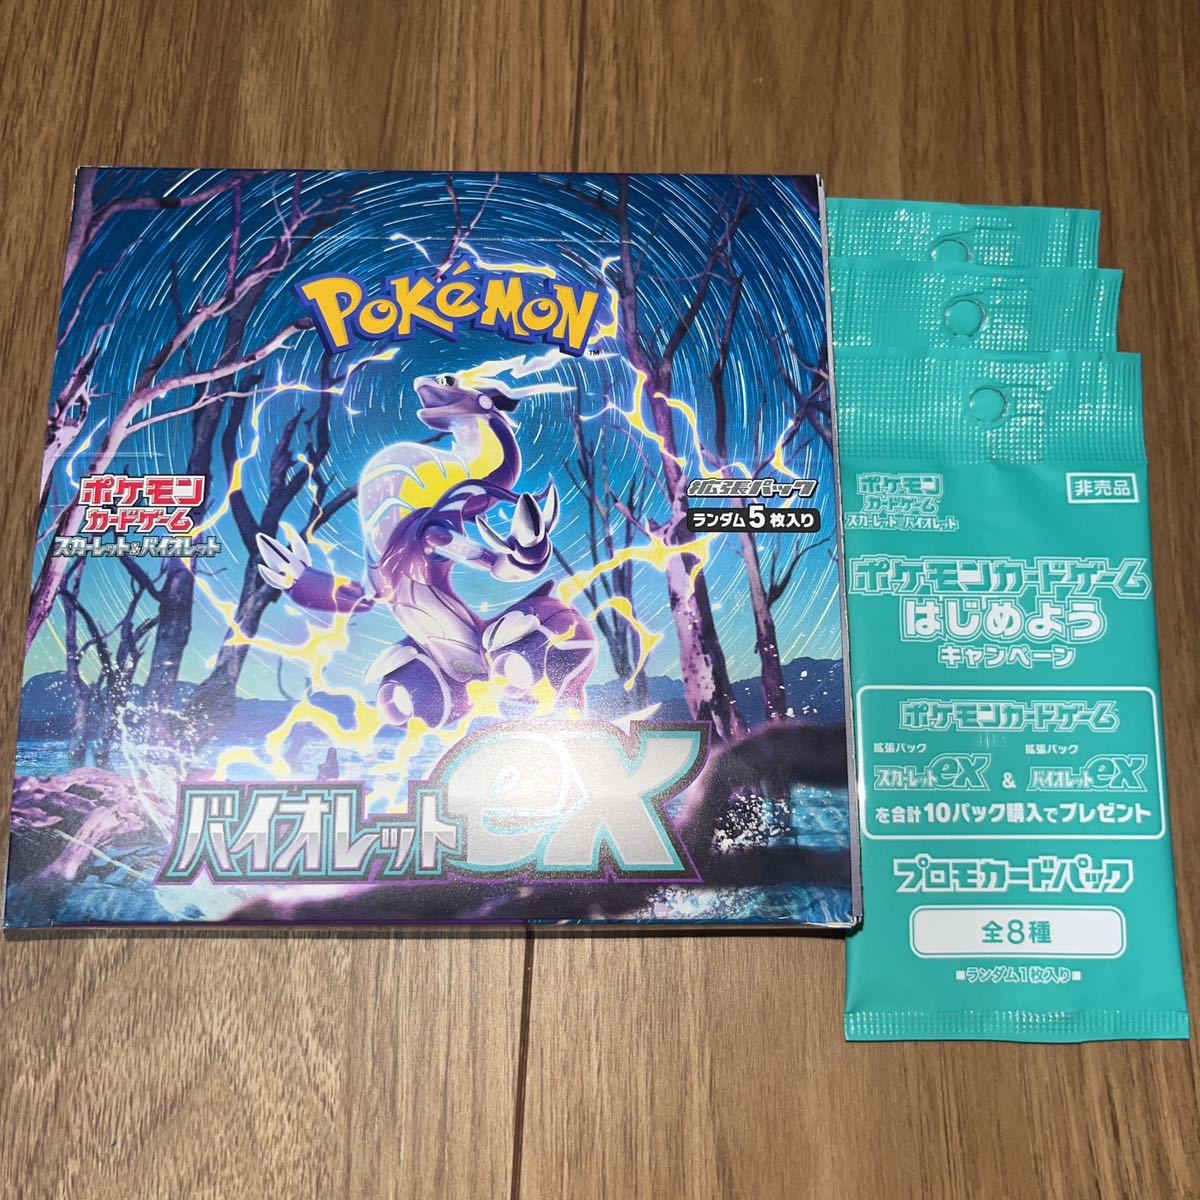 POKÉMON
TM
ポケモン
カードゲーム
スカーレット&バイオレット
拡張パック
ランダム5枚入り
バイオレットex
ポケモン
カードゲーム
スカーレット&バイオレット
非売品
ポケモンカードゲーム
はじめよう
キャンペーン
ポケモンカードゲーム
拡張パック
スカーレットex
&
拡張パック
バイオレットex
を合計10パック購入でプレゼント
プロモカードパック
全8種
■ランダム1枚入り■